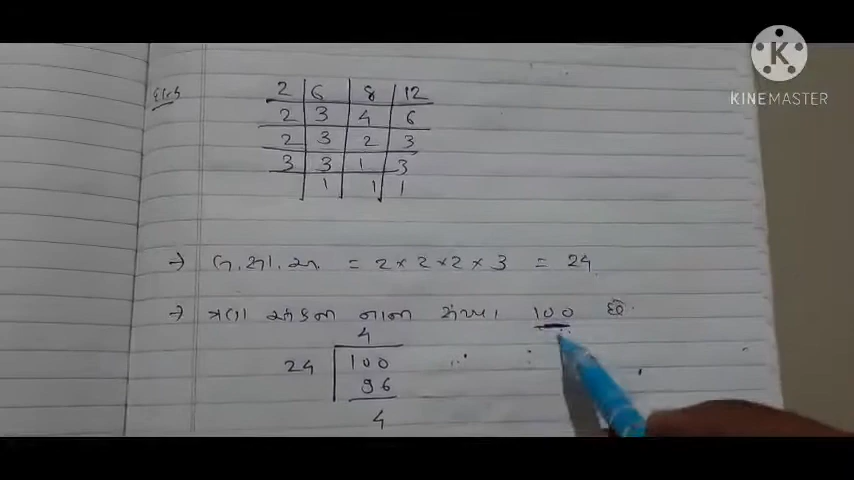 K
KINEMASTER
2 6 8 12
2 3 4 6
2 3 2 3
3 3 1 3
1 1 1
→ લ.સા.અ. = 2 × 2 × 2 × 3 = 24
→ ત્રણ અંકની નાની સંખ્યા 100 છે.
4
24 100
96
4